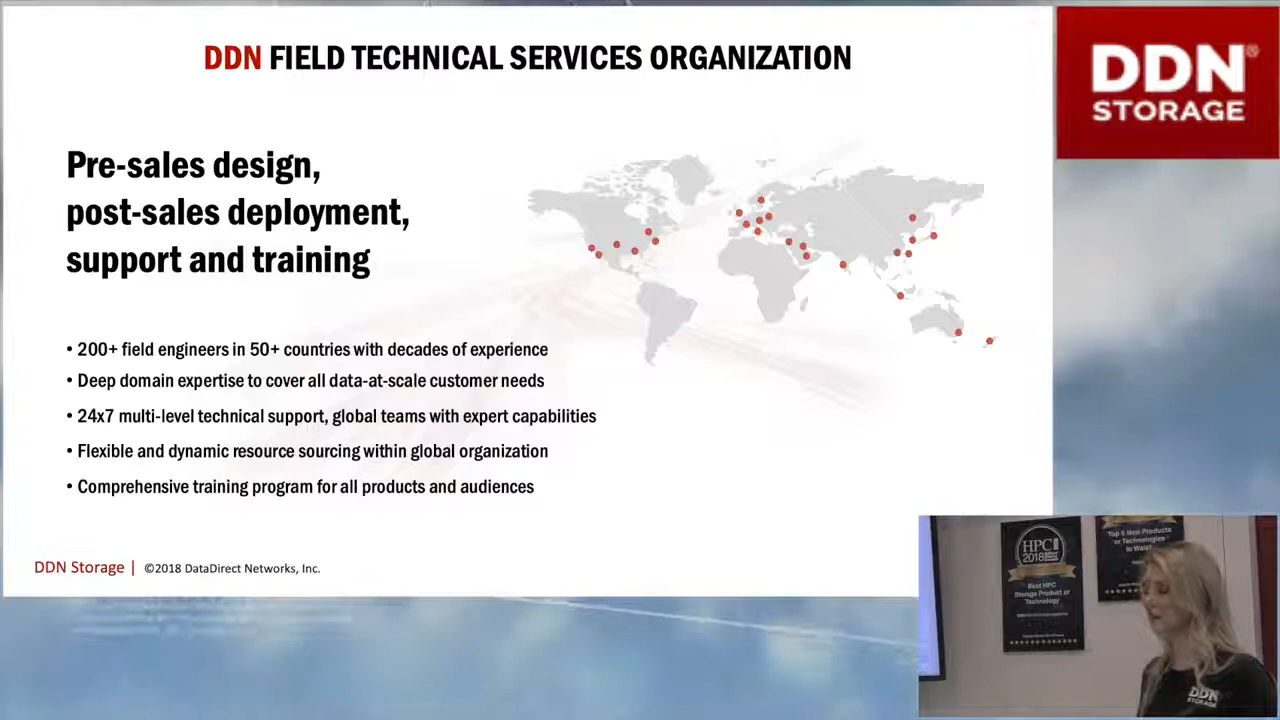 DDN FIELD TECHNICAL SERVICES ORGANIZATION
DDN®
STORAGE
Pre-sales design,
post-sales deployment,
support and training
• 200+ field engineers in 50+ countries with decades of experience
• Deep domain expertise to cover all data-at-scale customer needs
• 24x7 multi-level technical support, global teams with expert capabilities
• Flexible and dynamic resource sourcing within global organization
• Comprehensive training program for all products and audiences
DDN Storage | ©2018 DataDirect Networks, Inc.
HPC
2018
Best HPC
Storage Product or
Technology
Top 5 New Products
or Technologies
to Watch
DDN
STORAGE